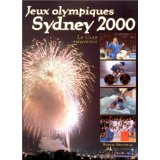 Jeux olympiques
Sydney 2000
Le livre
souvenir